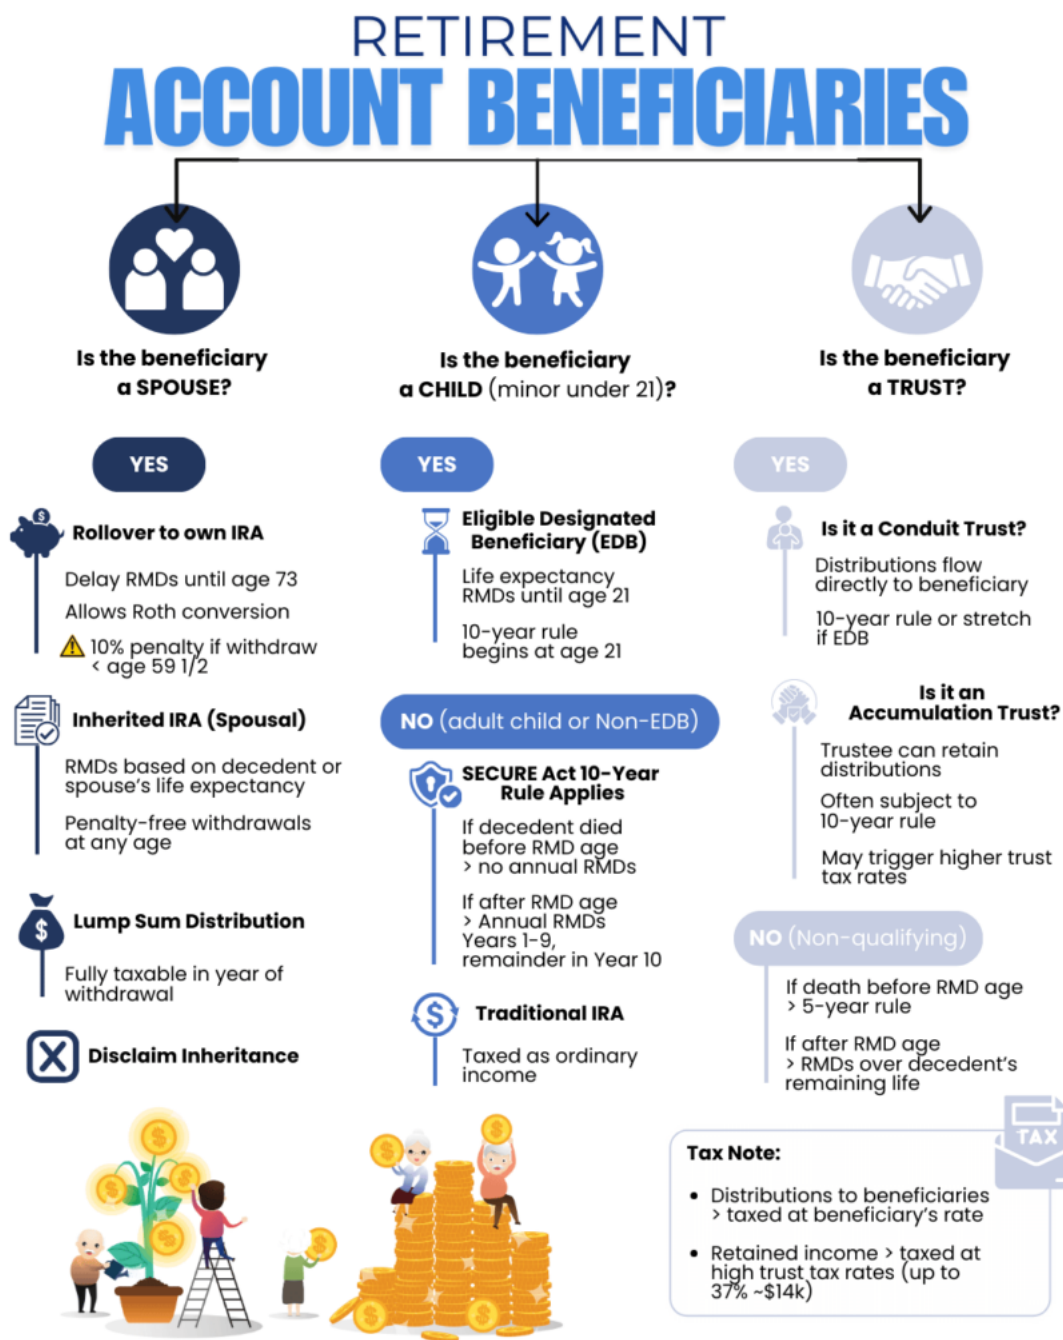 RETIREMENT
ACCOUNT BENEFICIARIES
Is the beneficiary
a SPOUSE?
YES
Rollover to own IRA
Delay RMDs until age 73
Allows Roth conversion
10% penalty if withdraw
< age 59 1/2
Inherited IRA (Spousal)
RMDs based on decedent or
spouse's life expectancy
Penalty-free withdrawals
at any age
$
Lump Sum Distribution
Fully taxable in year of
withdrawal
Disclaim Inheritance
Is the beneficiary
a CHILD (minor under 21)?
YES
Eligible Designated
Beneficiary (EDB)
Life expectancy
RMDs until age 21
10-year rule
begins at age 21
NO (adult child or Non-EDB)
SECURE Act 10-Year
Rule Applies
If decedent died
before RMD age
> no annual RMDs
If after RMD age
> Annual RMDs
Years 1-9,
remainder in Year 10
$
Traditional IRA
Taxed as ordinary
income
Is the beneficiary
a TRUST?
YES
Is it a Conduit Trust?
Distributions flow
directly to beneficiary
10-year rule or stretch
if EDB
Is it an
Accumulation Trust?
Trustee can retain
distributions
Often subject to
10-year rule
May trigger higher trust
tax rates
NO (Non-qualifying)
If death before RMD age
> 5-year rule
If after RMD age
> RMDs over decedent's
remaining life
TAX
Tax Note:
• Distributions to beneficiaries
> taxed at beneficiary's rate
• Retained income > taxed at
high trust tax rates (up to
37% ~$14k)